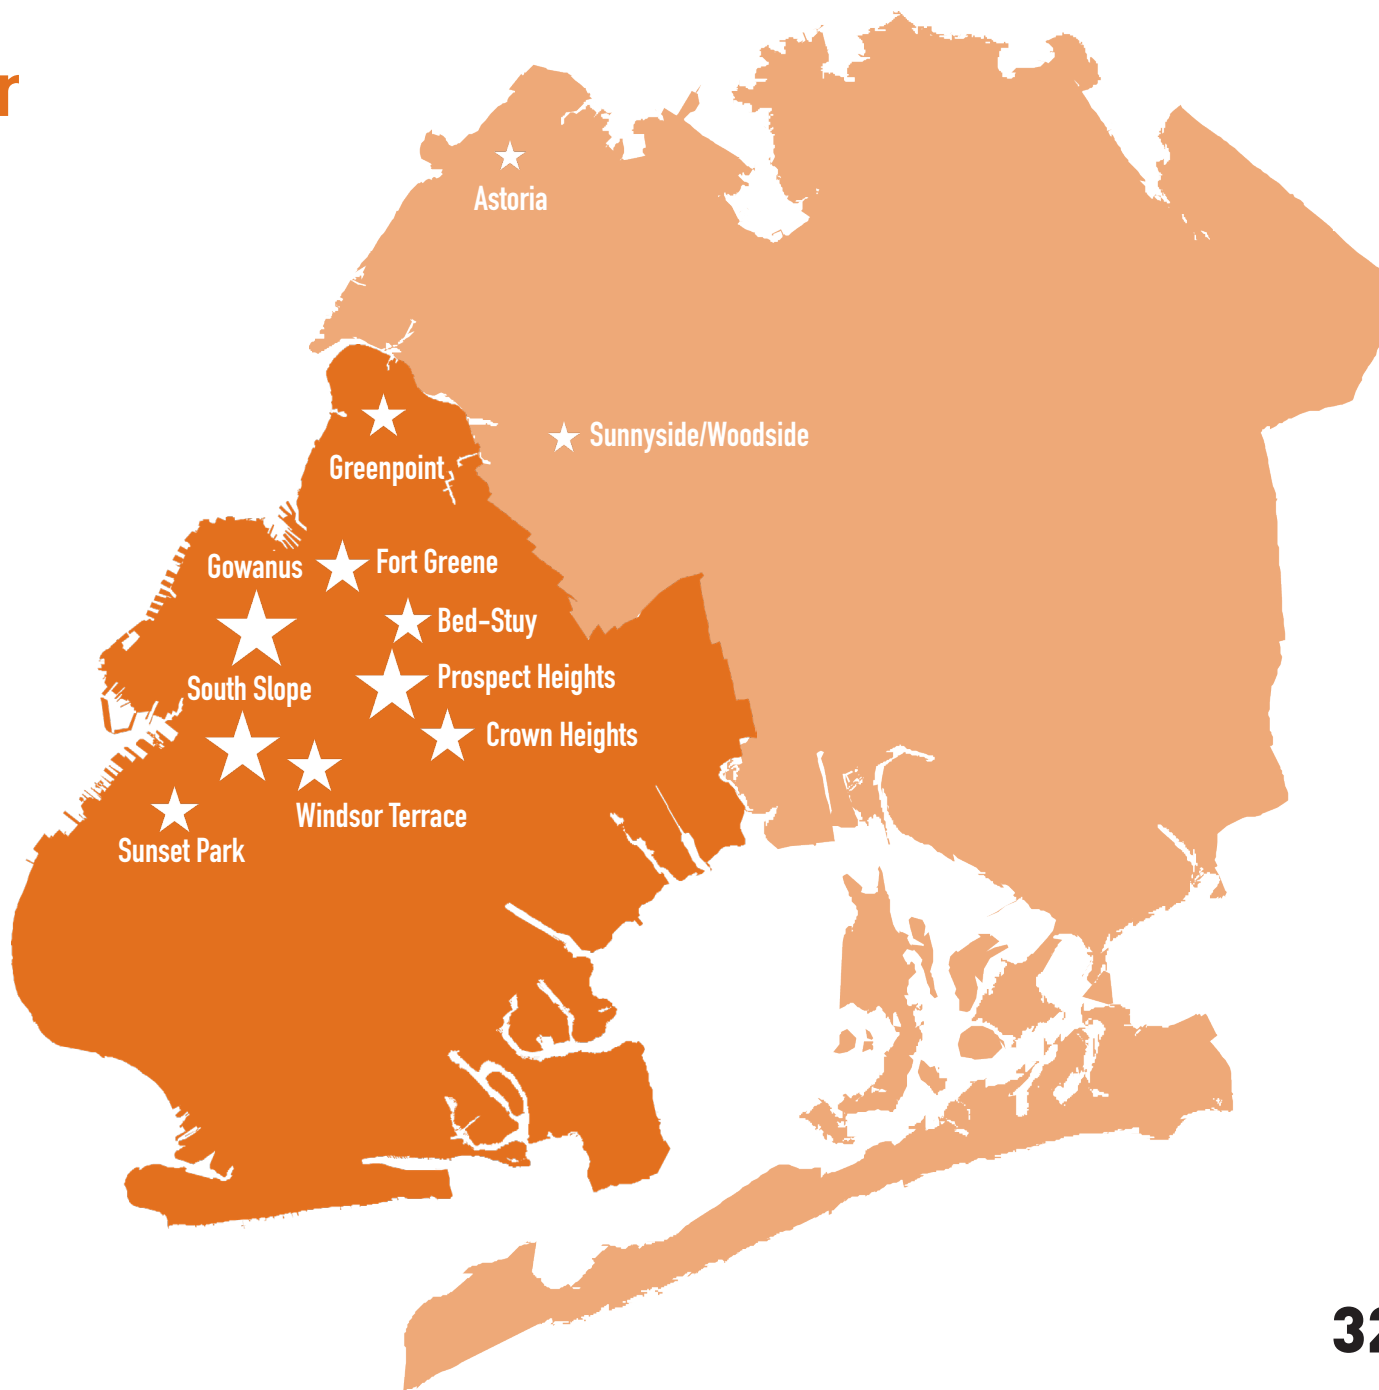 r
Astoria
Sunnyside/Woodside
Greenpoint
Gowanus
Fort Greene
Bed-Stuy
South Slope
Prospect Heights
Crown Heights
Windsor Terrace
Sunset Park
32